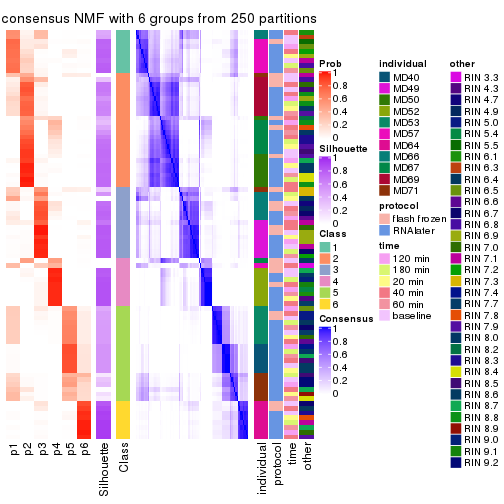 consensus NMF with 6 groups from 250 partitions
Prob
1
0.8
0.6
0.4
0.2
0
Silhouette
1
0.8
0.6
0.4
0.2
0
Class
1
2
3
4
5
6
Consensus
1
0.8
0.6
0.4
0.2
0
individual
MD40
MD49
MD50
MD52
MD53
MD57
MD64
MD66
MD67
MD69
MD71
protocol
flash frozen
RNAlater
time
120 min
180 min
20 min
40 min
60 min
baseline
other
RIN 3.3
RIN 4.3
RIN 4.7
RIN 4.9
RIN 5.0
RIN 5.4
RIN 5.5
RIN 6.1
RIN 6.3
RIN 6.4
RIN 6.5
RIN 6.6
RIN 6.7
RIN 6.8
RIN 6.9
RIN 7.0
RIN 7.1
RIN 7.2
RIN 7.3
RIN 7.4
RIN 7.7
RIN 7.8
RIN 7.9
RIN 8.0
RIN 8.2
RIN 8.3
RIN 8.4
RIN 8.5
RIN 8.6
RIN 8.7
RIN 8.8
RIN 8.9
RIN 9.0
RIN 9.1
RIN 9.2
p1
p2
p3
p4
p5
p6
Silhouette
Class
individual
protocol
time
other